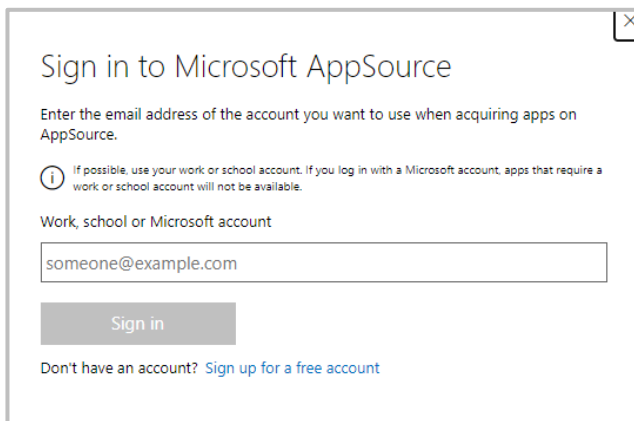 Sign in to Microsoft AppSource
Enter the email address of the account you want to use when acquiring apps on
AppSource.
If possible, use your work or school account. If you log in with a Microsoft account, apps that require a
work or school account will not be available.
Work, school or Microsoft account
someone@example.com
Sign in
Don't have an account? Sign up for a free account